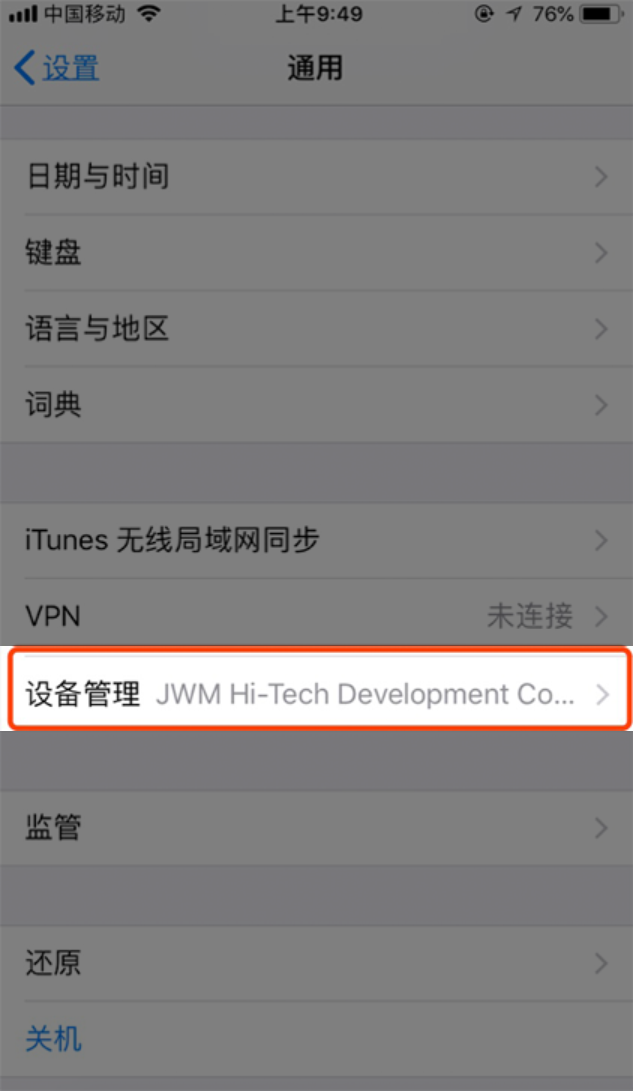 中国移动 上午9:49 76%
设置 通用
日期与时间
键盘
语言与地区
词典
iTunes 无线局域网同步
VPN 未连接
设备管理 JWM Hi-Tech Development Co...
监管
还原
关机